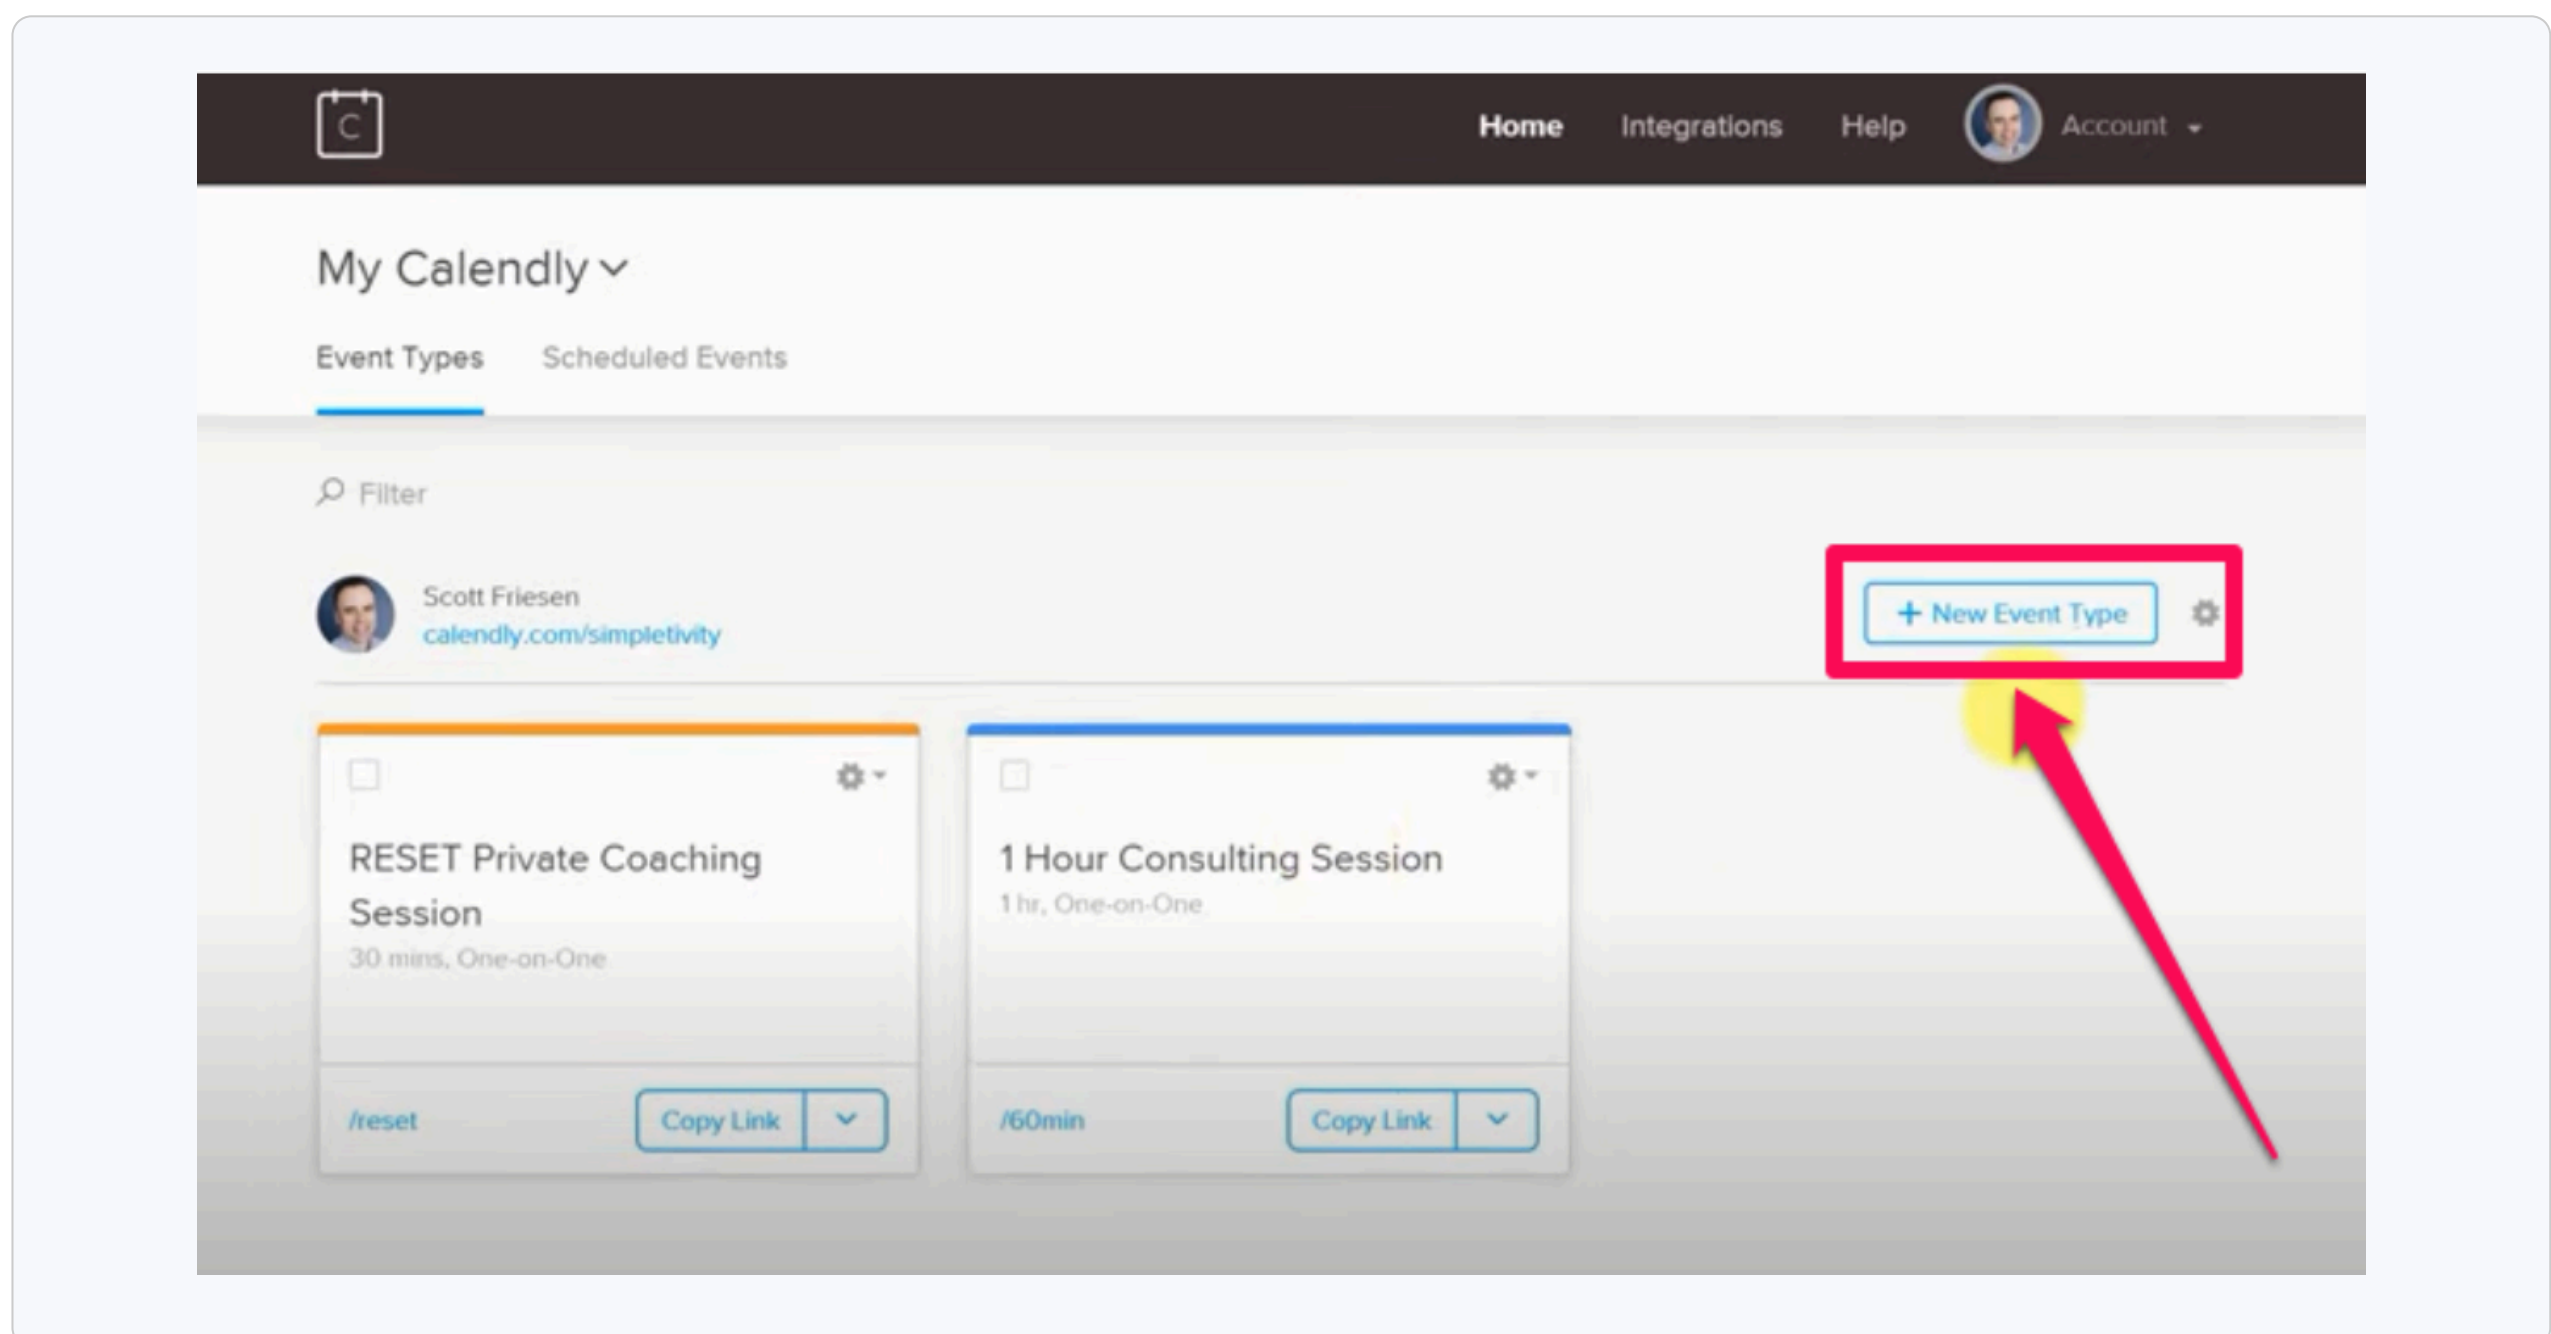 C
Home Integrations Help Account
My Calendly
Event Types Scheduled Events
Filter
Scott Friesen
calendly.com/simpletivity
+ New Event Type
RESET Private Coaching
Session
30 mins, One-on-One
/reset Copy Link
1 Hour Consulting Session
1 hr, One-on-One
/60min Copy Link